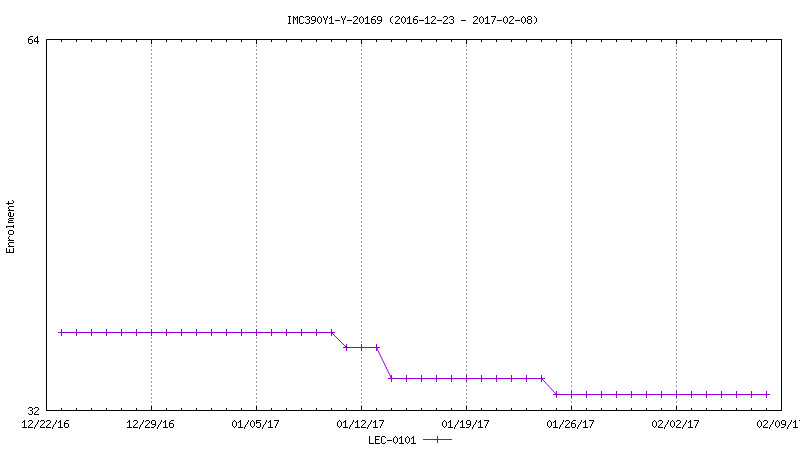 IMC390Y1-Y-20169 (2016-12-23 - 2017-02-08)
64
Enrolment
32
12/22/16 12/29/16 01/05/17 01/12/17 01/19/17 01/26/17 02/02/17 02/09/1
LEC-0101